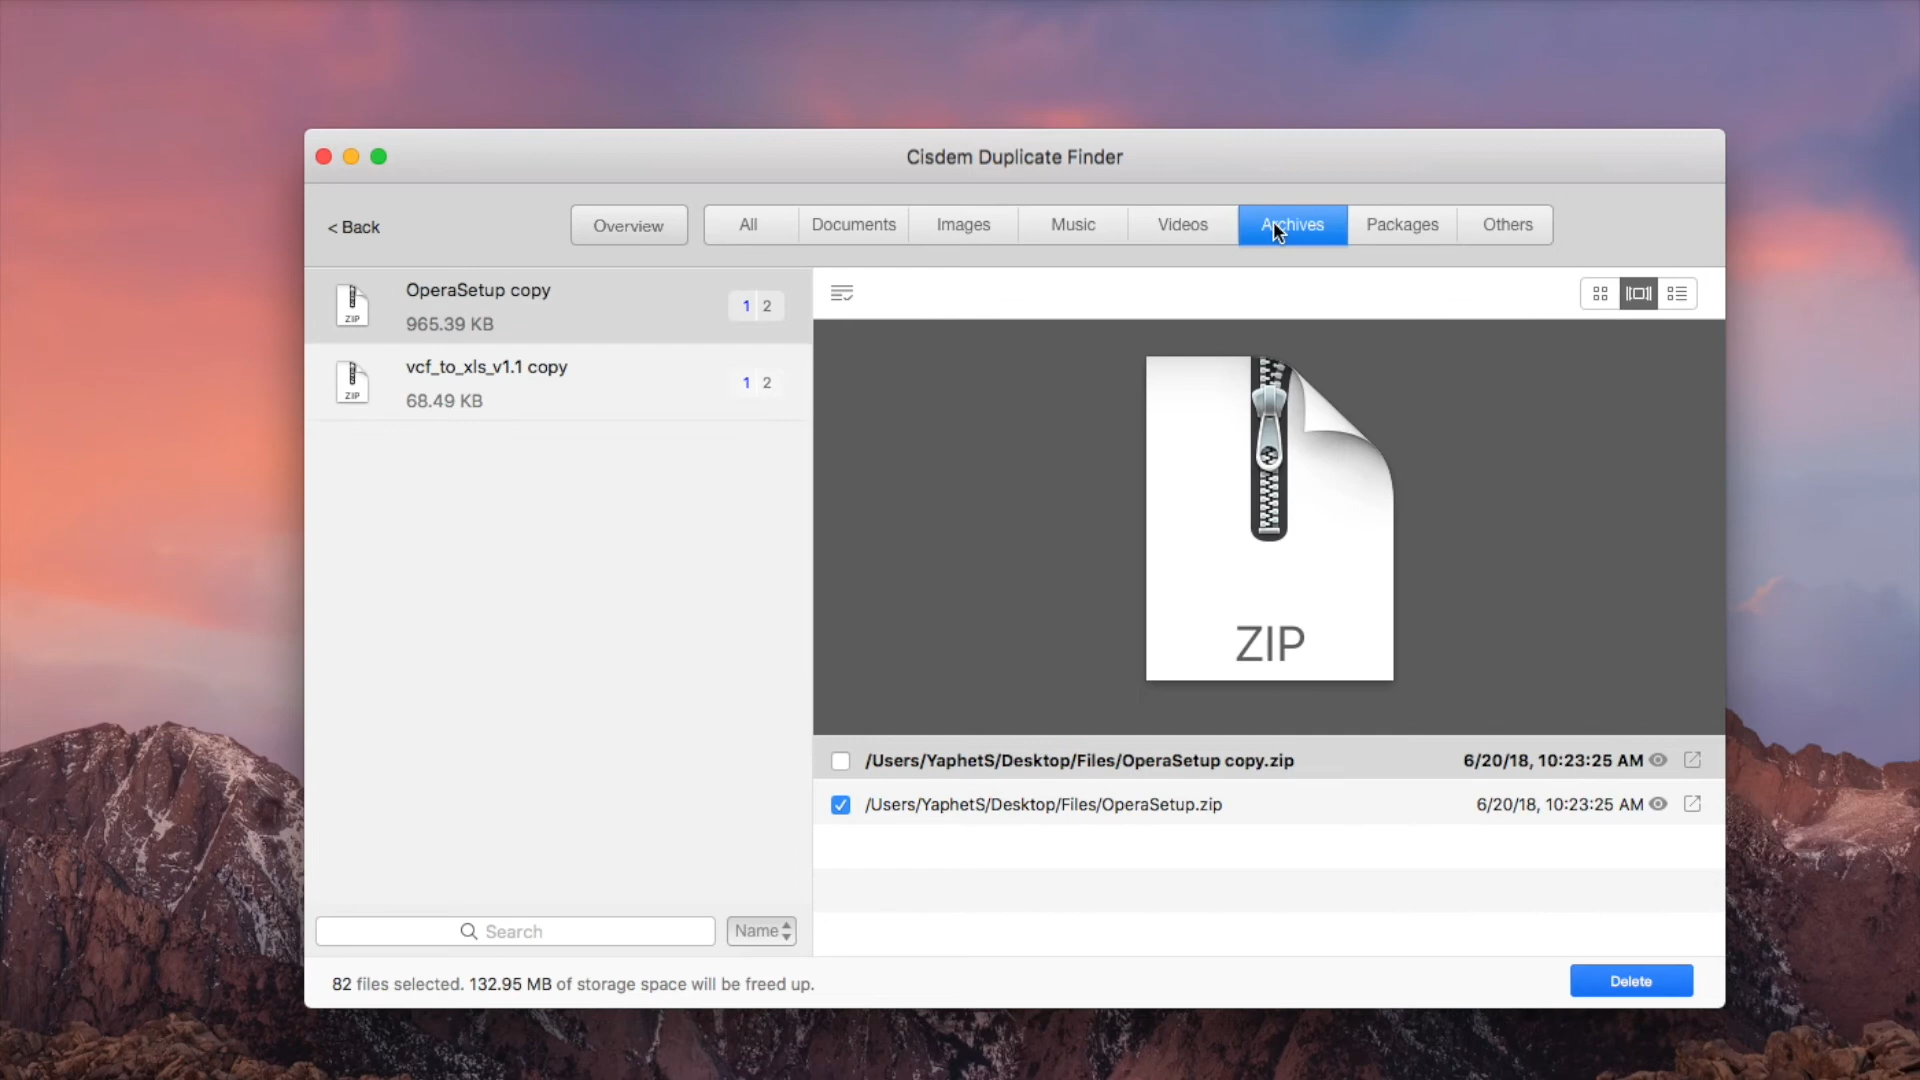 Cisdem Duplicate Finder
< Back
Overview
All
Documents
Images
Music
Videos
Archives
Packages
Others
OperaSetup copy
965.39 KB
1 2
ZIP
vcf_to_xls_v1.1 copy
68.49 KB
1 2
ZIP
ZIP
/Users/YaphetS/Desktop/Files/OperaSetup copy.zip
6/20/18, 10:23:25 AM
/Users/YaphetS/Desktop/Files/OperaSetup.zip
6/20/18, 10:23:25 AM
Search
Name
82 files selected. 132.95 MB of storage space will be freed up.
Delete